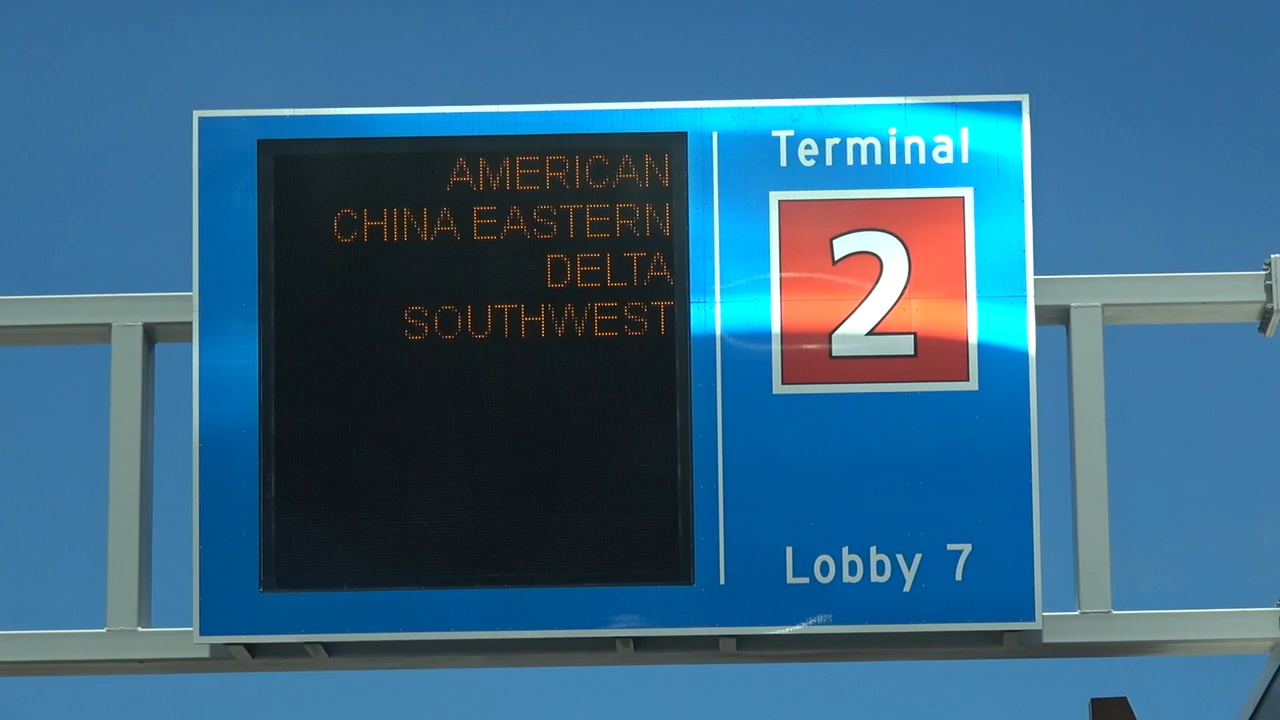 AMERICAN
CHINA EASTERN
DELTA
SOUTHWEST
Terminal
2
Lobby 7